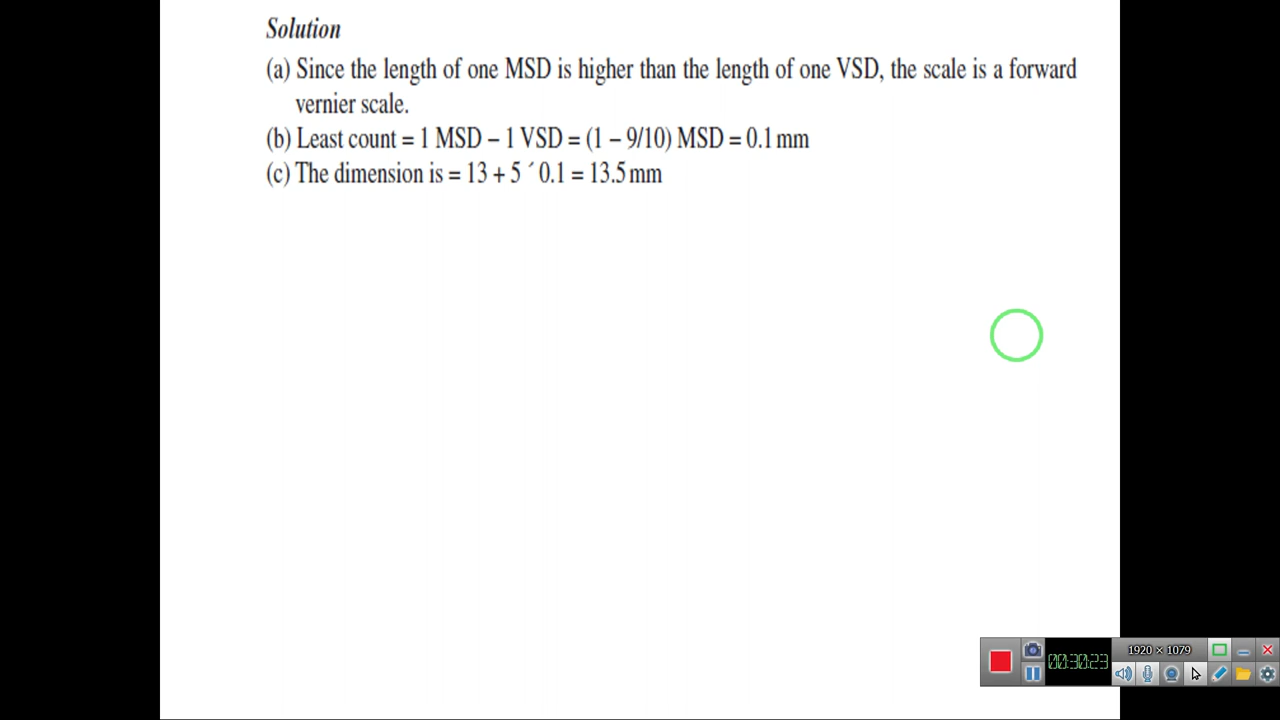 Solution
(a) Since the length of one MSD is higher than the length of one VSD, the scale is a forward
vernier scale.
(b) Least count = 1 MSD – 1 VSD = (1 – 9/10) MSD = 0.1 mm
(c) The dimension is = 13 + 5 ´ 0.1 = 13.5 mm
1920 × 1079
00:30:23